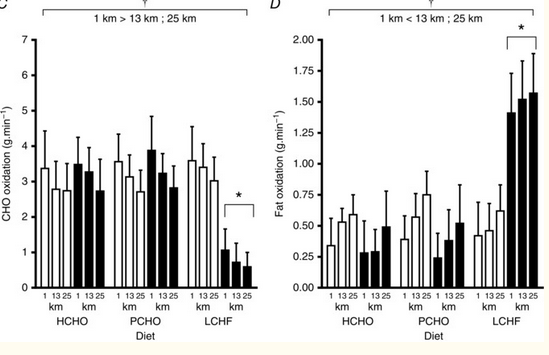 C
1 km > 13 km ; 25 km
7
6
5
4
3
2
1
0
CHO oxidation (g.min⁻¹)
*
1 13 25 1 13 25 1 13 25 1 13 25 1 13 25 1 13 25
km km km km km km
HCHO PCHO LCHF
Diet
D
1 km < 13 km ; 25 km
2.00
1.75
1.50
1.25
1.00
0.75
0.50
0.25
0.00
Fat oxidation (g.min⁻¹)
*
1 13 25 1 13 25 1 13 25 1 13 25 1 13 25 1 13 25
km km km km km km
HCHO PCHO LCHF
Diet